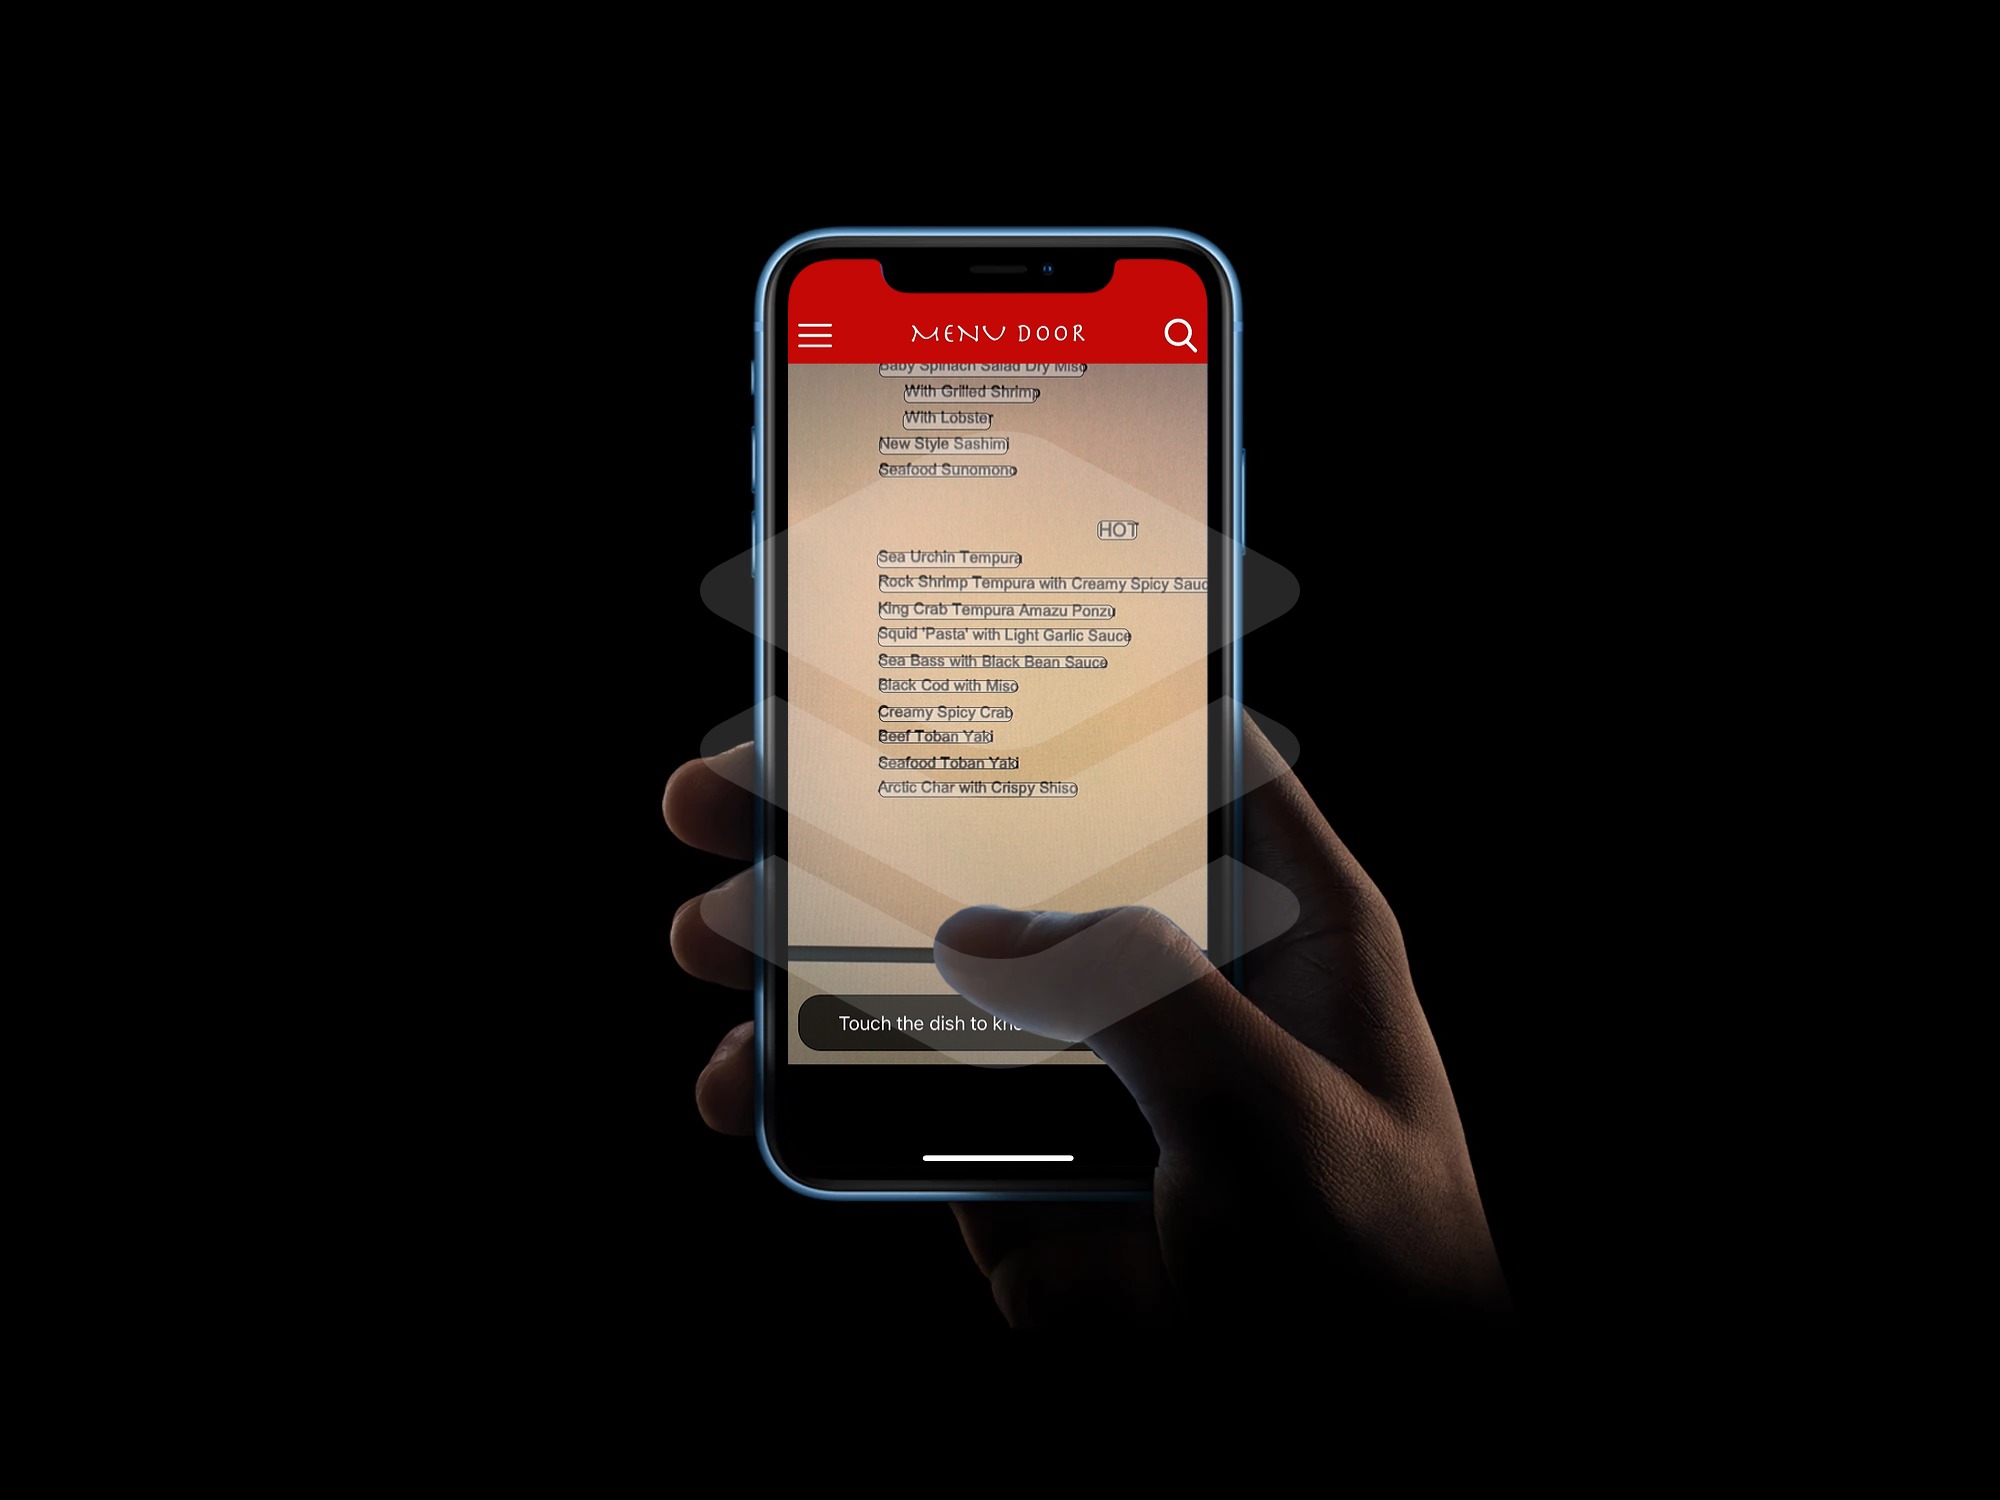 MENU DOOR
Baby Spinach Salad Dry Miso
With Grilled Shrimp
With Lobster
New Style Sashimi
Seafood Sunomono
HOT
Sea Urchin Tempura
Rock Shrimp Tempura with Creamy Spicy Sauc
King Crab Tempura Amazu Ponzu
Squid 'Pasta' with Light Garlic Sauce
Sea Bass with Black Bean Sauce
Black Cod with Miso
Creamy Spicy Crab
Beef Toban Yaki
Seafood Toban Yaki
Arctic Char with Crispy Shiso
Touch the dish to